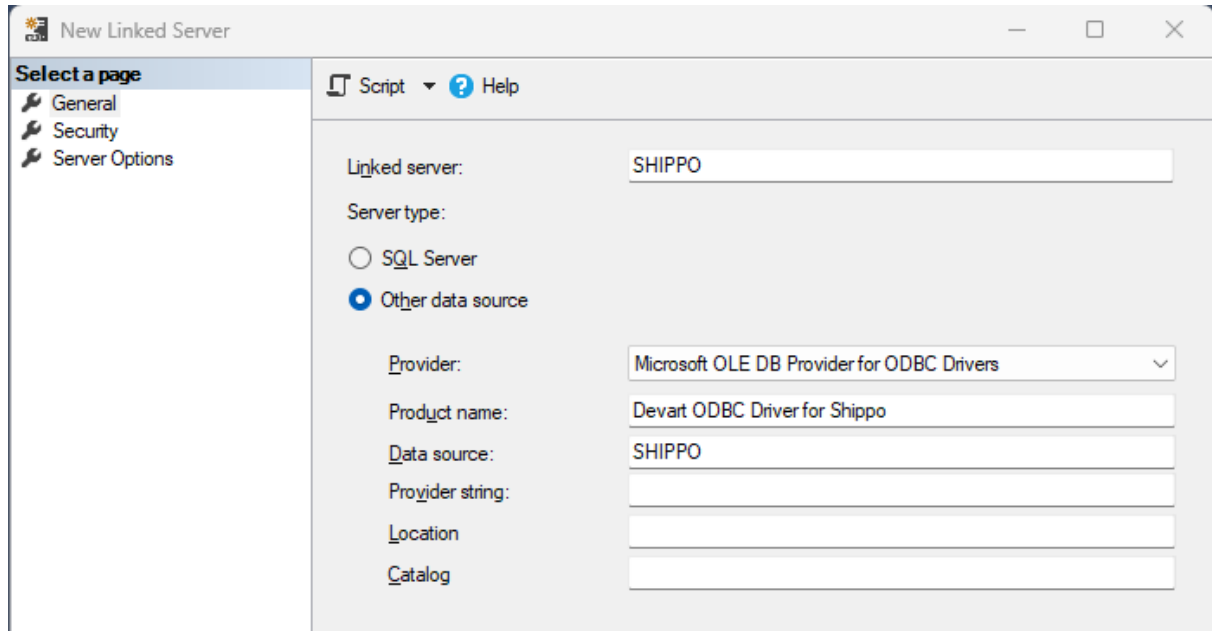 New Linked Server
Select a page
General
Security
Server Options
Script Help
Linked server: SHIPPO
Server type:
SQL Server
Other data source
Provider: Microsoft OLE DB Provider for ODBC Drivers
Product name: Devart ODBC Driver for Shippo
Data source: SHIPPO
Provider string:
Location
Catalog